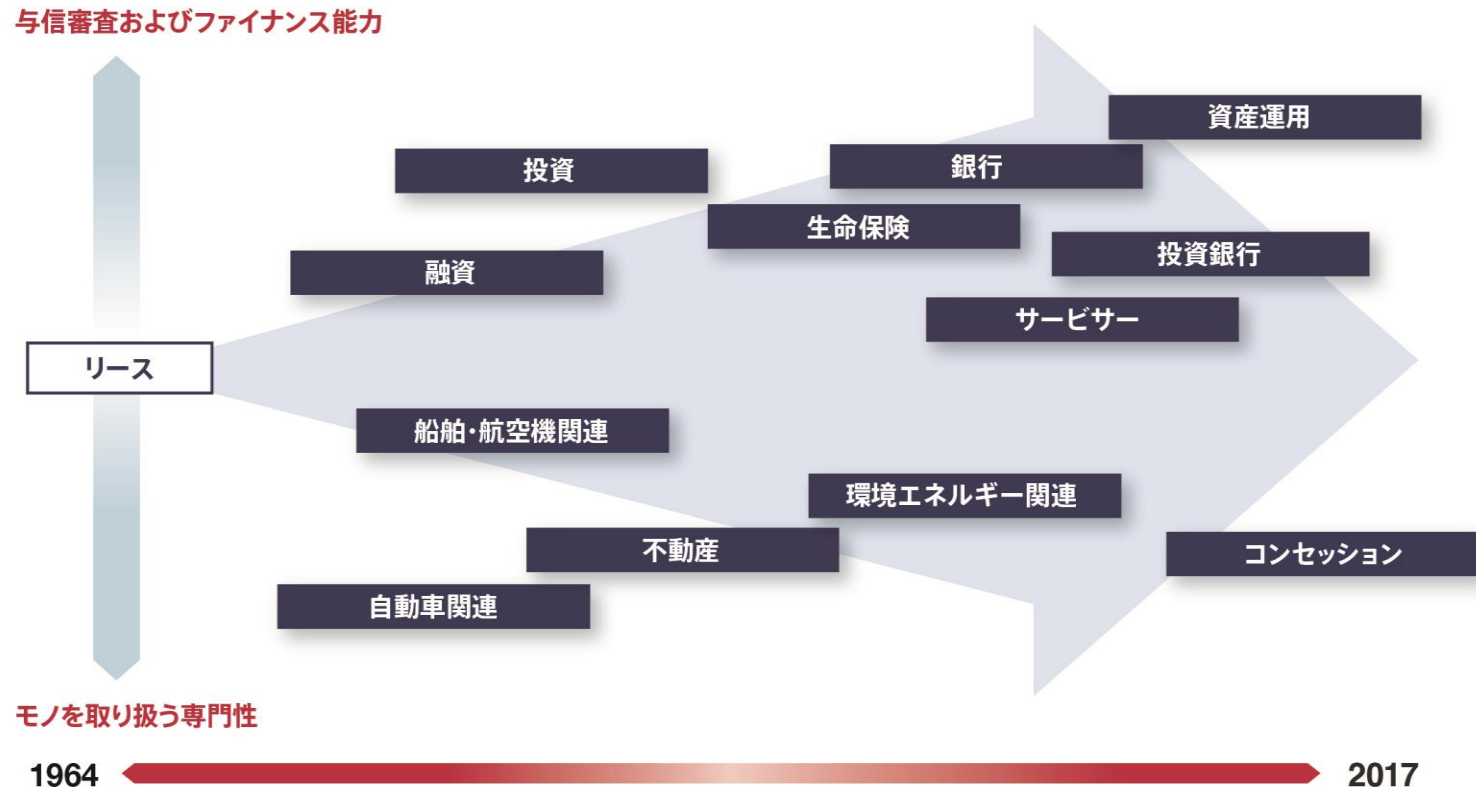 与信審査およびファイナンス能力
資産運用
投資
銀行
生命保険
投資銀行
融資
サービサー
リース
船舶・航空機関連
環境エネルギー関連
不動産
コンセッション
自動車関連
モノを取り扱う専門性
1964
2017